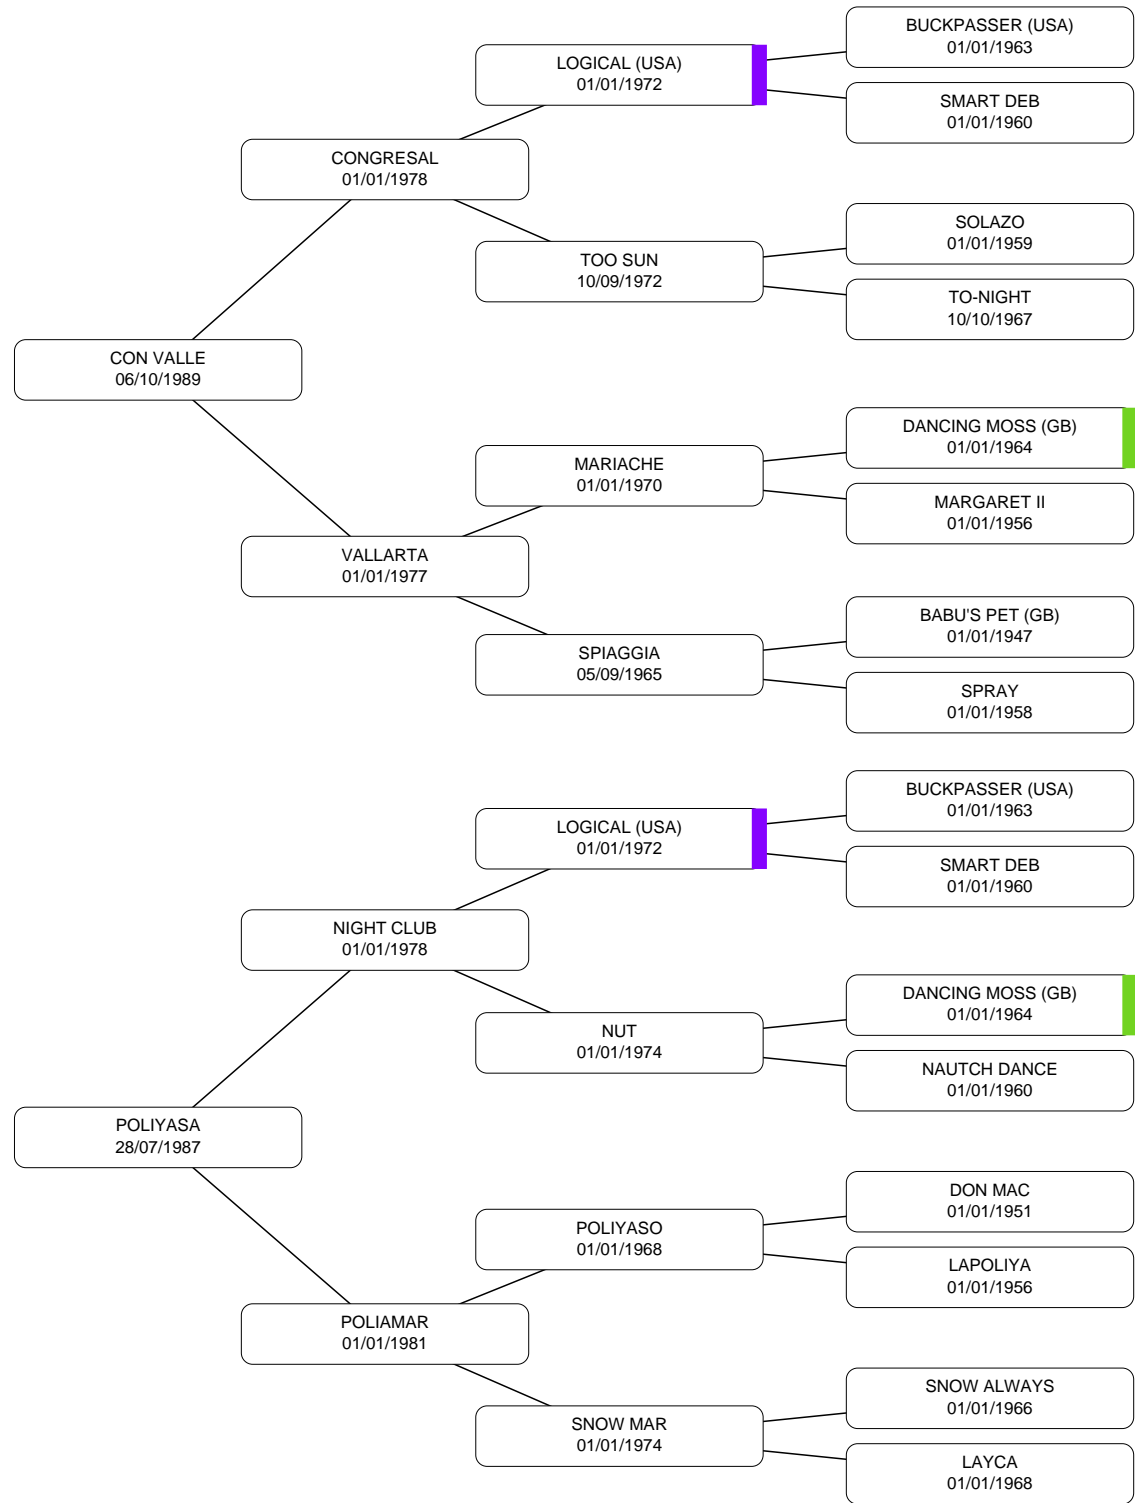 BUCKPASSER (USA)
01/01/1963
LOGICAL (USA)
01/01/1972
SMART DEB
01/01/1960
CONGRESAL
01/01/1978
SOLAZO
01/01/1959
TOO SUN
10/09/1972
TO-NIGHT
10/10/1967
CON VALLE
06/10/1989
DANCING MOSS (GB)
01/01/1964
MARIACHE
01/01/1970
MARGARET II
01/01/1956
VALLARTA
01/01/1977
BABU'S PET (GB)
01/01/1947
SPIAGGIA
05/09/1965
SPRAY
01/01/1958
BUCKPASSER (USA)
01/01/1963
LOGICAL (USA)
01/01/1972
SMART DEB
01/01/1960
NIGHT CLUB
01/01/1978
DANCING MOSS (GB)
01/01/1964
NUT
01/01/1974
NAUTCH DANCE
01/01/1960
POLIYASA
28/07/1987
DON MAC
01/01/1951
POLIYASO
01/01/1968
LAPOLIYA
01/01/1956
POLIAMAR
01/01/1981
SNOW ALWAYS
01/01/1966
SNOW MAR
01/01/1974
LAYCA
01/01/1968